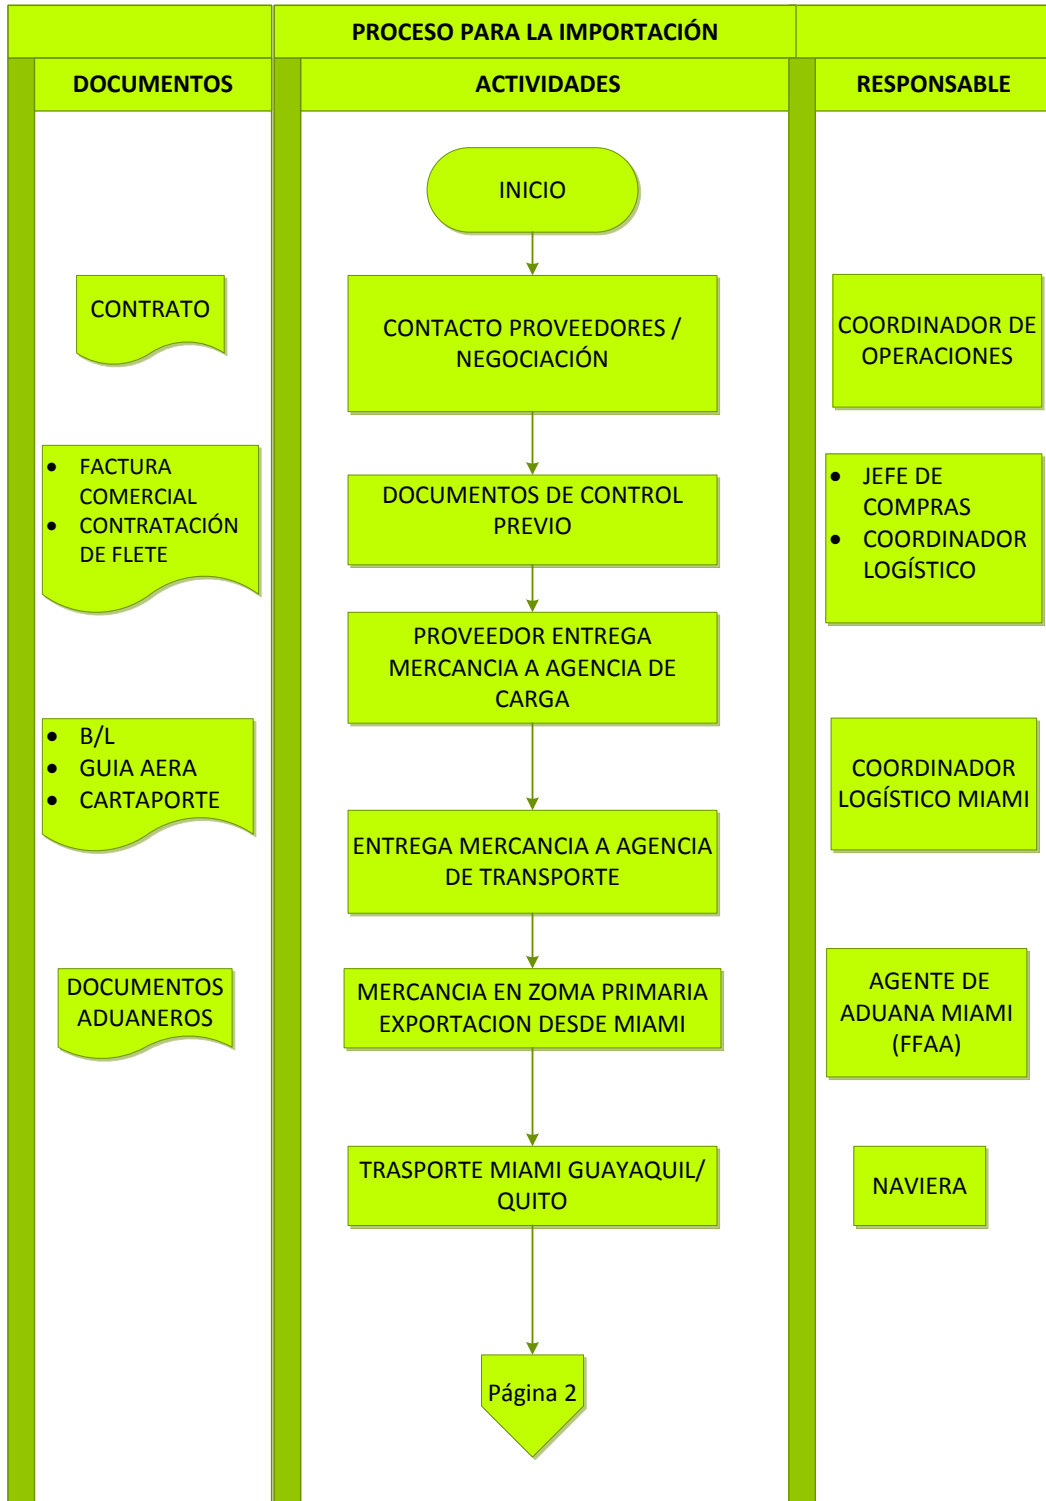 PROCESO PARA LA IMPORTACIÓN
DOCUMENTOS
ACTIVIDADES
RESPONSABLE
INICIO
CONTRATO
CONTACTO PROVEEDORES /
NEGOCIACIÓN
COORDINADOR DE
OPERACIONES
• FACTURA
COMERCIAL
• CONTRATACIÓN
DE FLETE
DOCUMENTOS DE CONTROL
PREVIO
• JEFE DE
COMPRAS
• COORDINADOR
LOGÍSTICO
PROVEEDOR ENTREGA
MERCANCIA A AGENCIA DE
CARGA
• B/L
• GUIA AERA
• CARTAPORTE
COORDINADOR
LOGÍSTICO MIAMI
ENTREGA MERCANCIA A AGENCIA
DE TRANSPORTE
DOCUMENTOS
ADUANEROS
MERCANCIA EN ZOMA PRIMARIA
EXPORTACION DESDE MIAMI
AGENTE DE
ADUANA MIAMI
(FFAA)
TRASPORTE MIAMI GUAYAQUIL/
QUITO
NAVIERA
Página 2